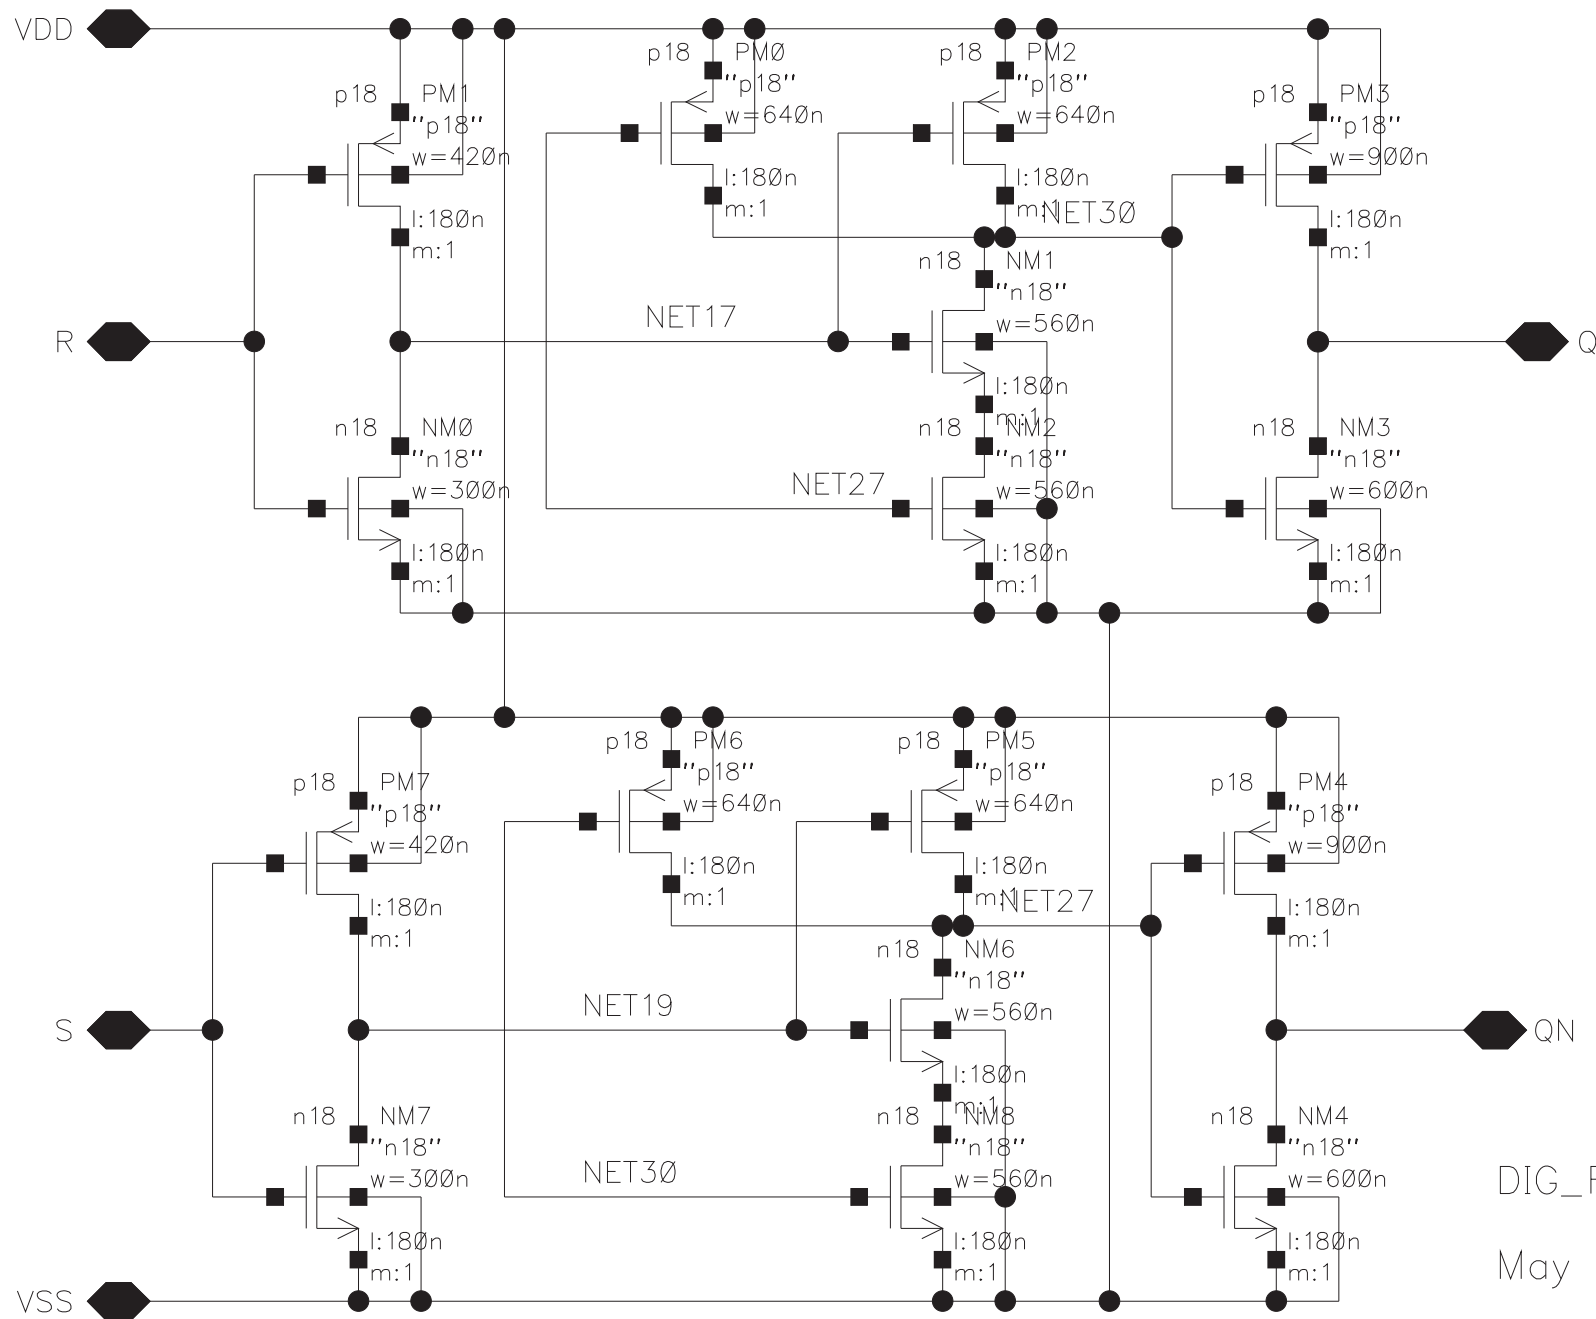 VDD
p18 PM1
"p18"
w=420n
l:180n
m:1
p18 PM0
"p18"
w=640n
l:180n
m:1
p18 PM2
"p18"
w=640n
l:180n
m:1
NET30
p18 PM3
"p18"
w=900n
l:180n
m:1
R
NET17
n18 NM1
"n18"
w=560n
l:180n
m:1
Q
n18 NM0
"n18"
w=300n
l:180n
m:1
NET27
n18 NM2
"n18"
w=560n
l:180n
m:1
n18 NM3
"n18"
w=600n
l:180n
m:1
p18 PM7
"p18"
w=420n
l:180n
m:1
p18 PM6
"p18"
w=640n
l:180n
m:1
p18 PM5
"p18"
w=640n
l:180n
m:1
NET27
p18 PM4
"p18"
w=900n
l:180n
m:1
S
NET19
n18 NM6
"n18"
w=560n
l:180n
m:1
QN
n18 NM7
"n18"
w=300n
l:180n
m:1
NET30
n18 NM8
"n18"
w=560n
l:180n
m:1
n18 NM4
"n18"
w=600n
l:180n
m:1
VSS
May